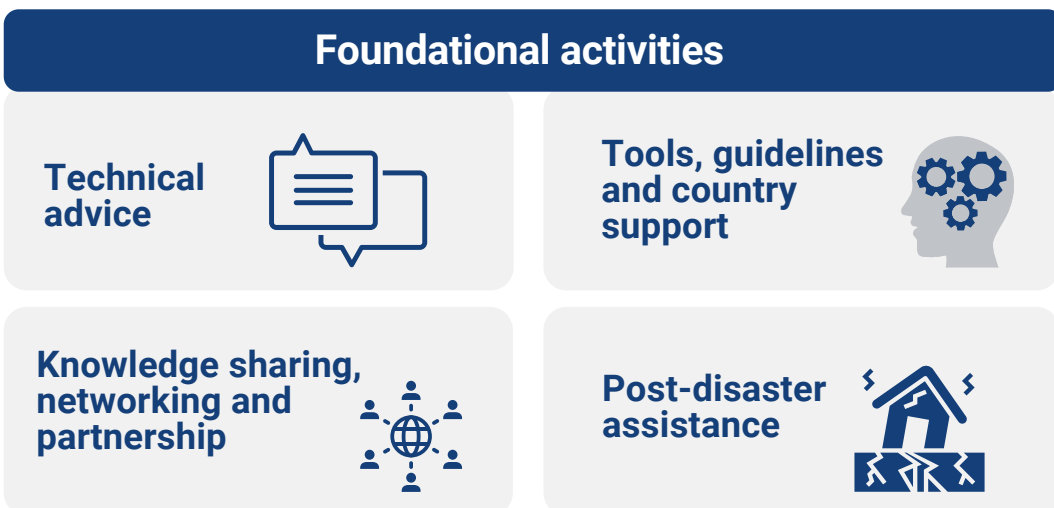 Foundational activities
Technical
advice
Tools, guidelines
and country
support
Knowledge sharing,
networking and
partnership
Post-disaster
assistance